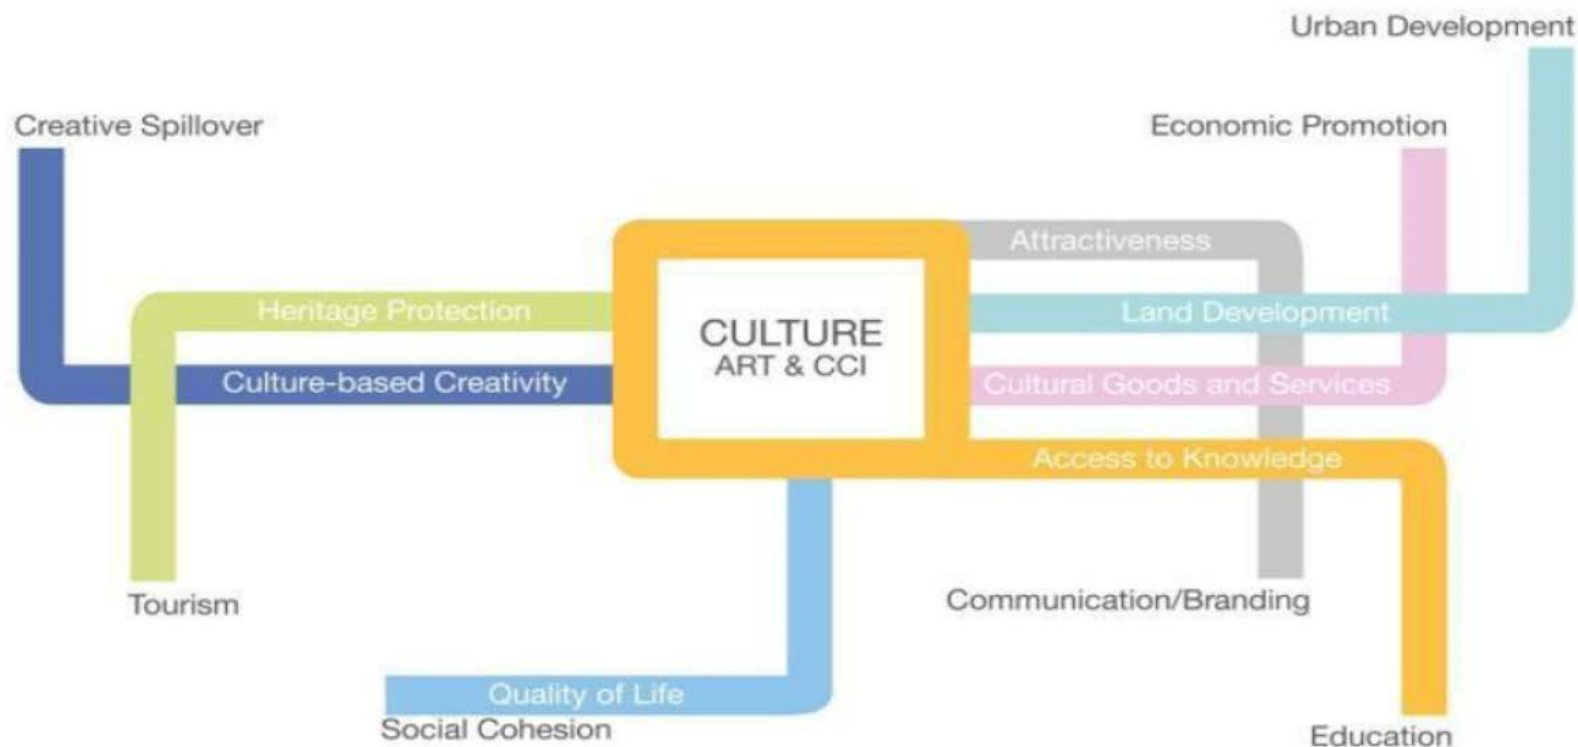 Urban Development
Creative Spillover
Economic Promotion
Attractiveness
Heritage Protection
Land Development
CULTURE
ART & CCI
Culture-based Creativity
Cultural Goods and Services
Access to Knowledge
Tourism
Communication/Branding
Quality of Life
Social Cohesion
Education